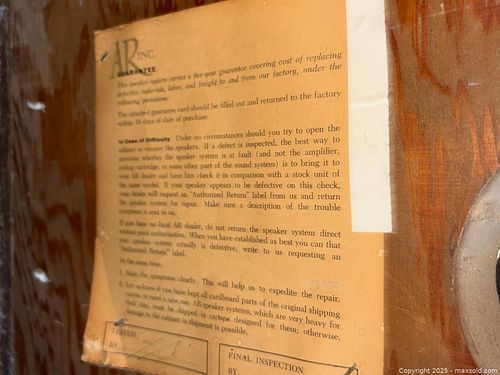 AR INC.
GUARANTEE
This speaker system carries a five-year guarantee covering cost of replacing
defective materials, labor, and freight to and from our factory, under the
following provisions:
The attached guarantee card should be filled out and returned to the factory
within 10 days of date of purchase.
In Case of Difficulty Under no circumstances should you try to open the
cabinet or remove the speakers. If a defect is suspected, the best way to
ascertain whether the speaker system is at fault (and not the amplifier,
pickup cartridge, or some other part of the sound system) is to bring it to
your AR dealer and have him check it in comparison with a stock unit of
the same model. If your speaker appears to be defective on this check,
your dealer will request an "Authorized Return" label from us and return
the speaker for repair. Make sure a description of the trouble
symptoms is sent to us.
If you have no local AR dealer, do not return the speaker system direct
without prior authorization. When you have established as best you can that
your speaker system actually is defective, write to us requesting an
"Authorized Return" label.
At the same time:
1. State the symptoms clearly. This will help us to expedite the repair.
2. Let us know if you have kept all cardboard parts of the original shipping
carton, or need a new one. AR speaker systems, which are very heavy for
their size, must be shipped in cartons designed for them; otherwise,
damage to the cabinet in shipment is possible.
TESTED
BY
FINAL INSPECTION
BY
Copyright 2025 - maxsold.com